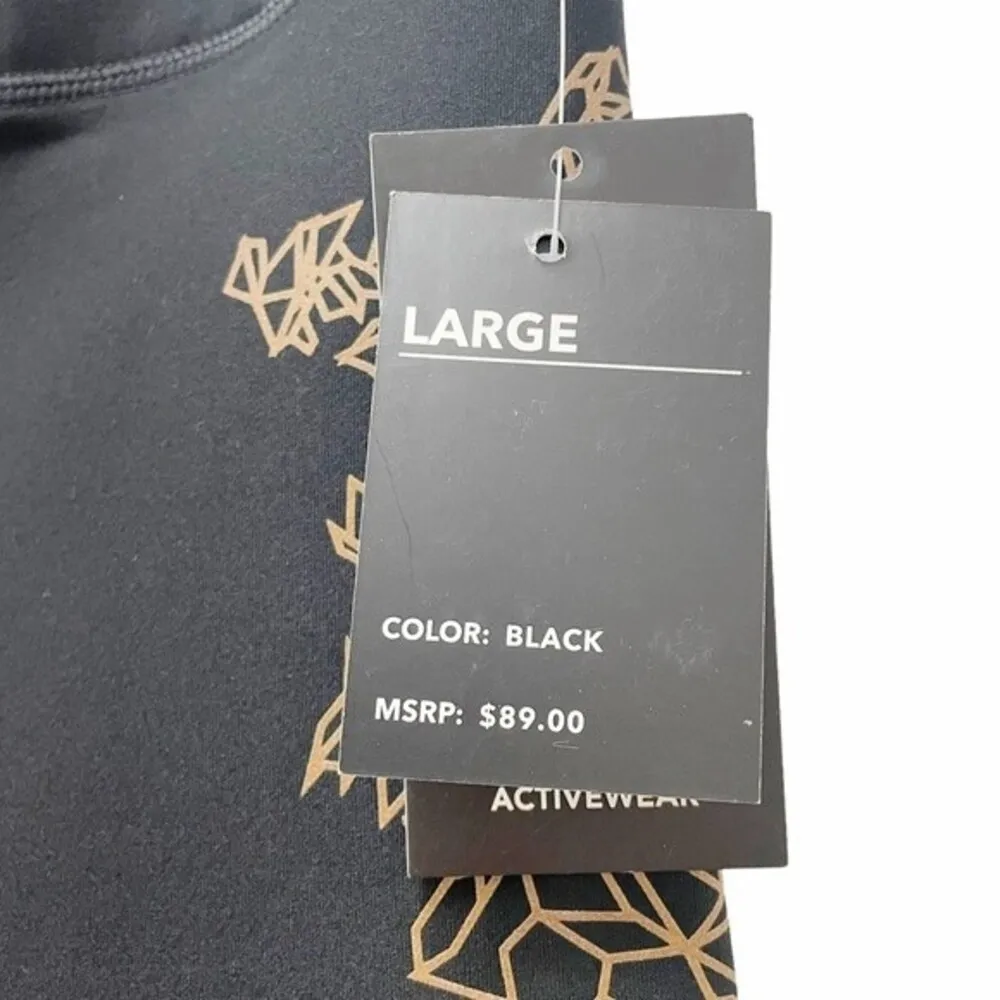 LARGE
COLOR: BLACK
MSRP: $89.00
ACTIVEWEAR